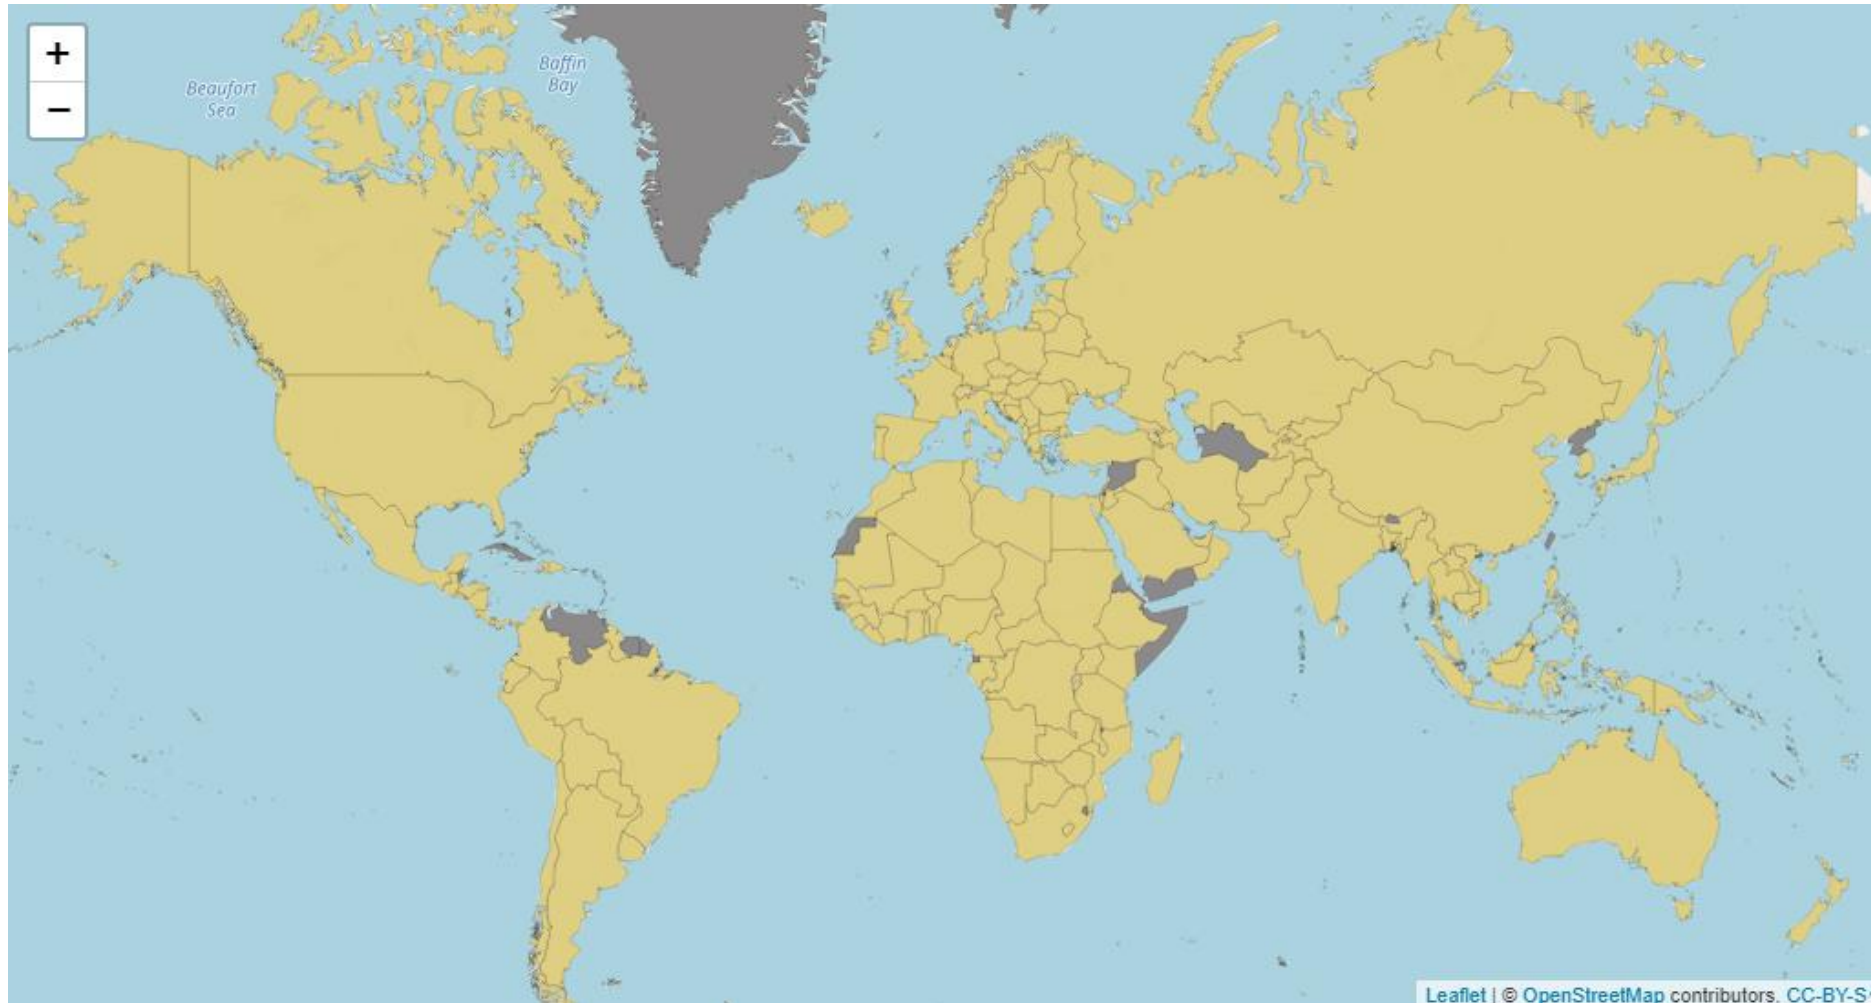 +
Beaufort
Sea
Baffin
Bay
−
Leaflet | © OpenStreetMap contributors, CC-BY-S